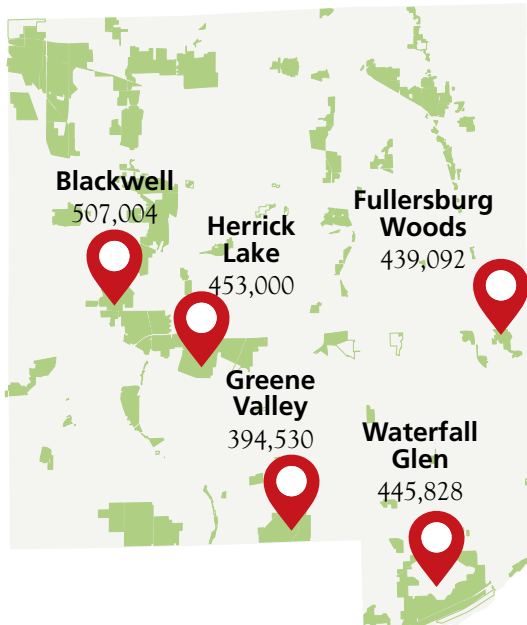 Blackwell
507,004
Herrick
Lake
453,000
Fullersburg
Woods
439,092
Greene
Valley
394,530
Waterfall
Glen
445,828